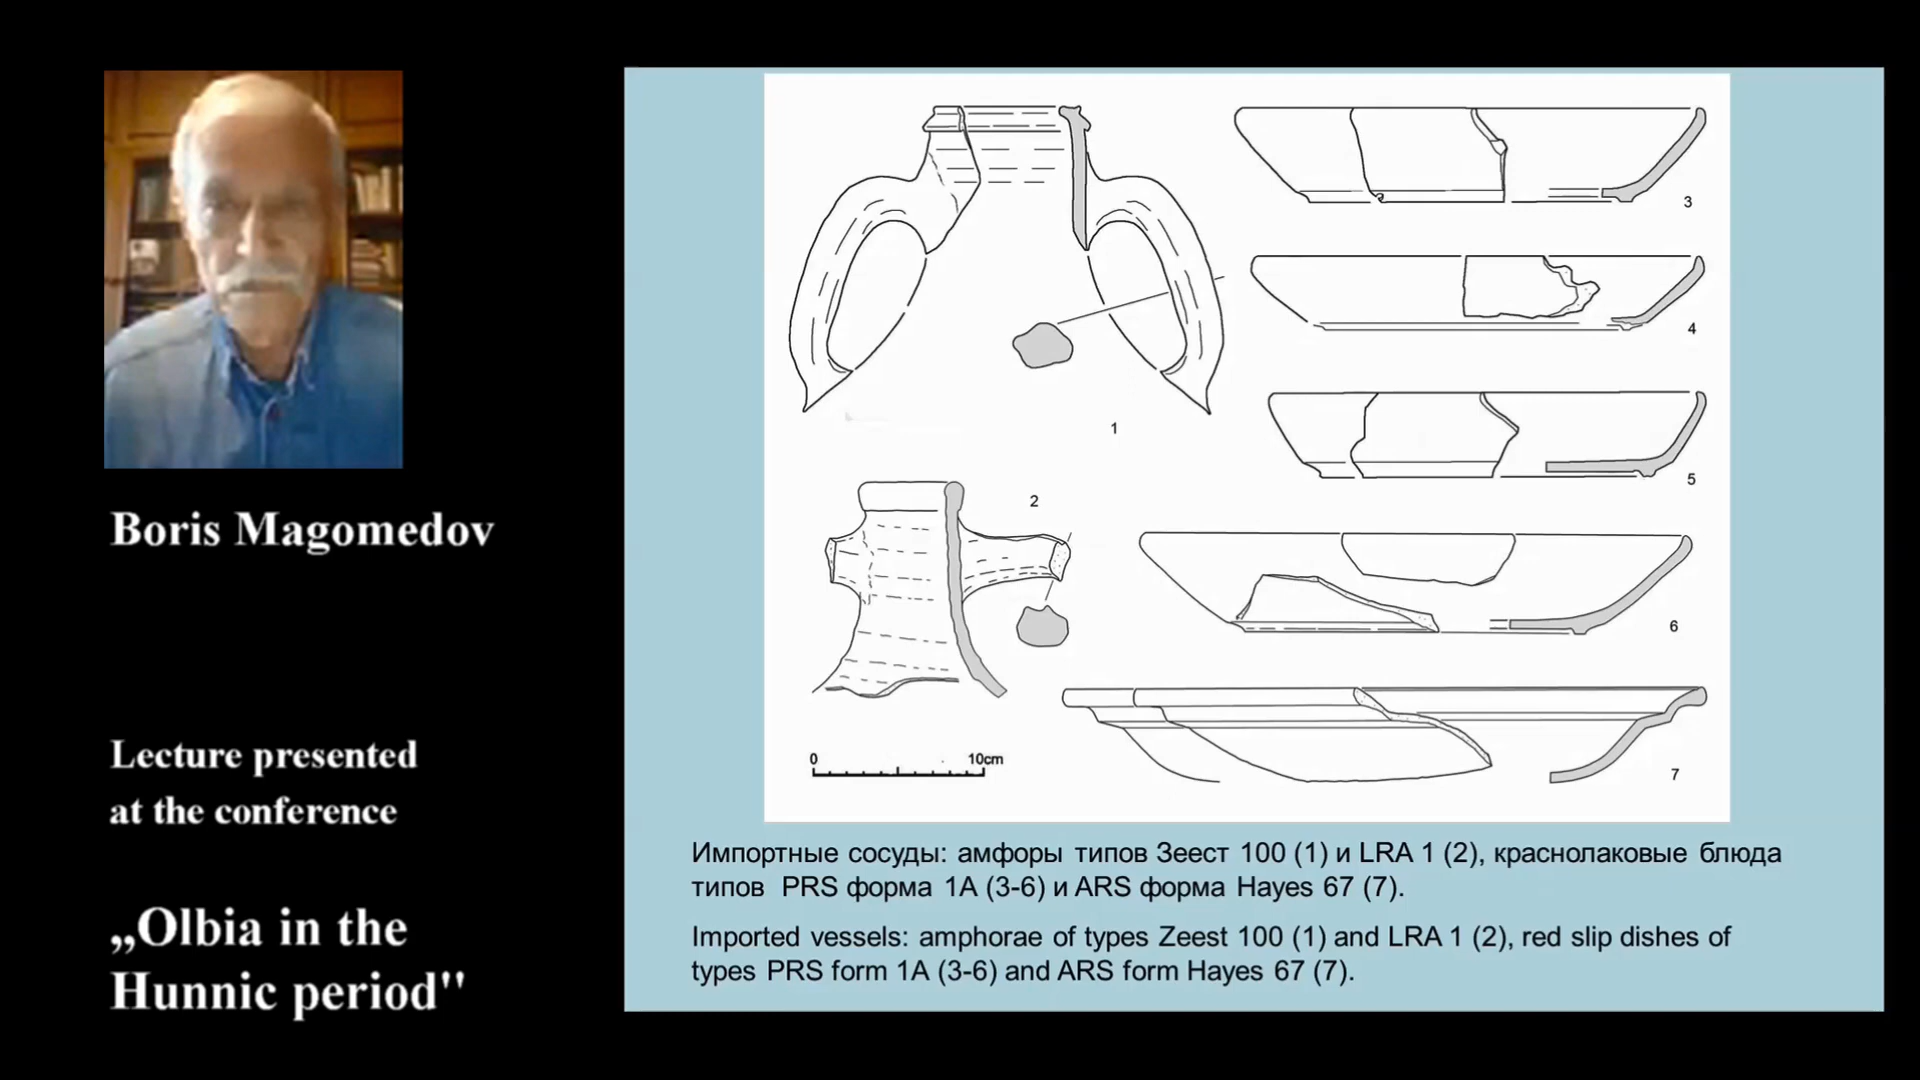 Boris Magomedov
Lecture presented
at the conference
„Olbia in the
Hunnic period"
1
2
3
4
5
6
7
0 10cm
Импортные сосуды: амфоры типов Зеест 100 (1) и LRA 1 (2), краснолаковые блюда
типов PRS форма 1A (3-6) и ARS форма Hayes 67 (7).
Imported vessels: amphorae of types Zeest 100 (1) and LRA 1 (2), red slip dishes of
types PRS form 1A (3-6) and ARS form Hayes 67 (7).